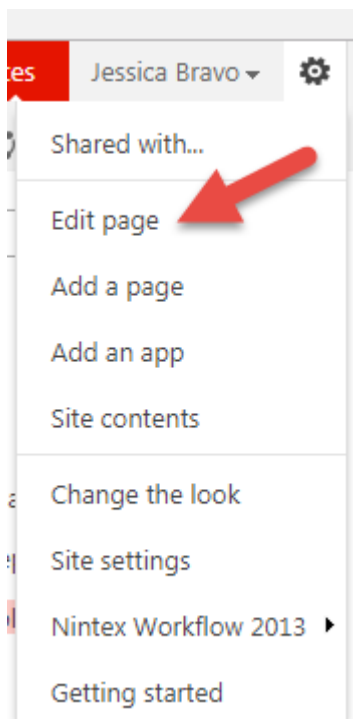 es Jessica Bravo
Shared with...
Edit page
Add a page
Add an app
Site contents
Change the look
Site settings
Nintex Workflow 2013
Getting started